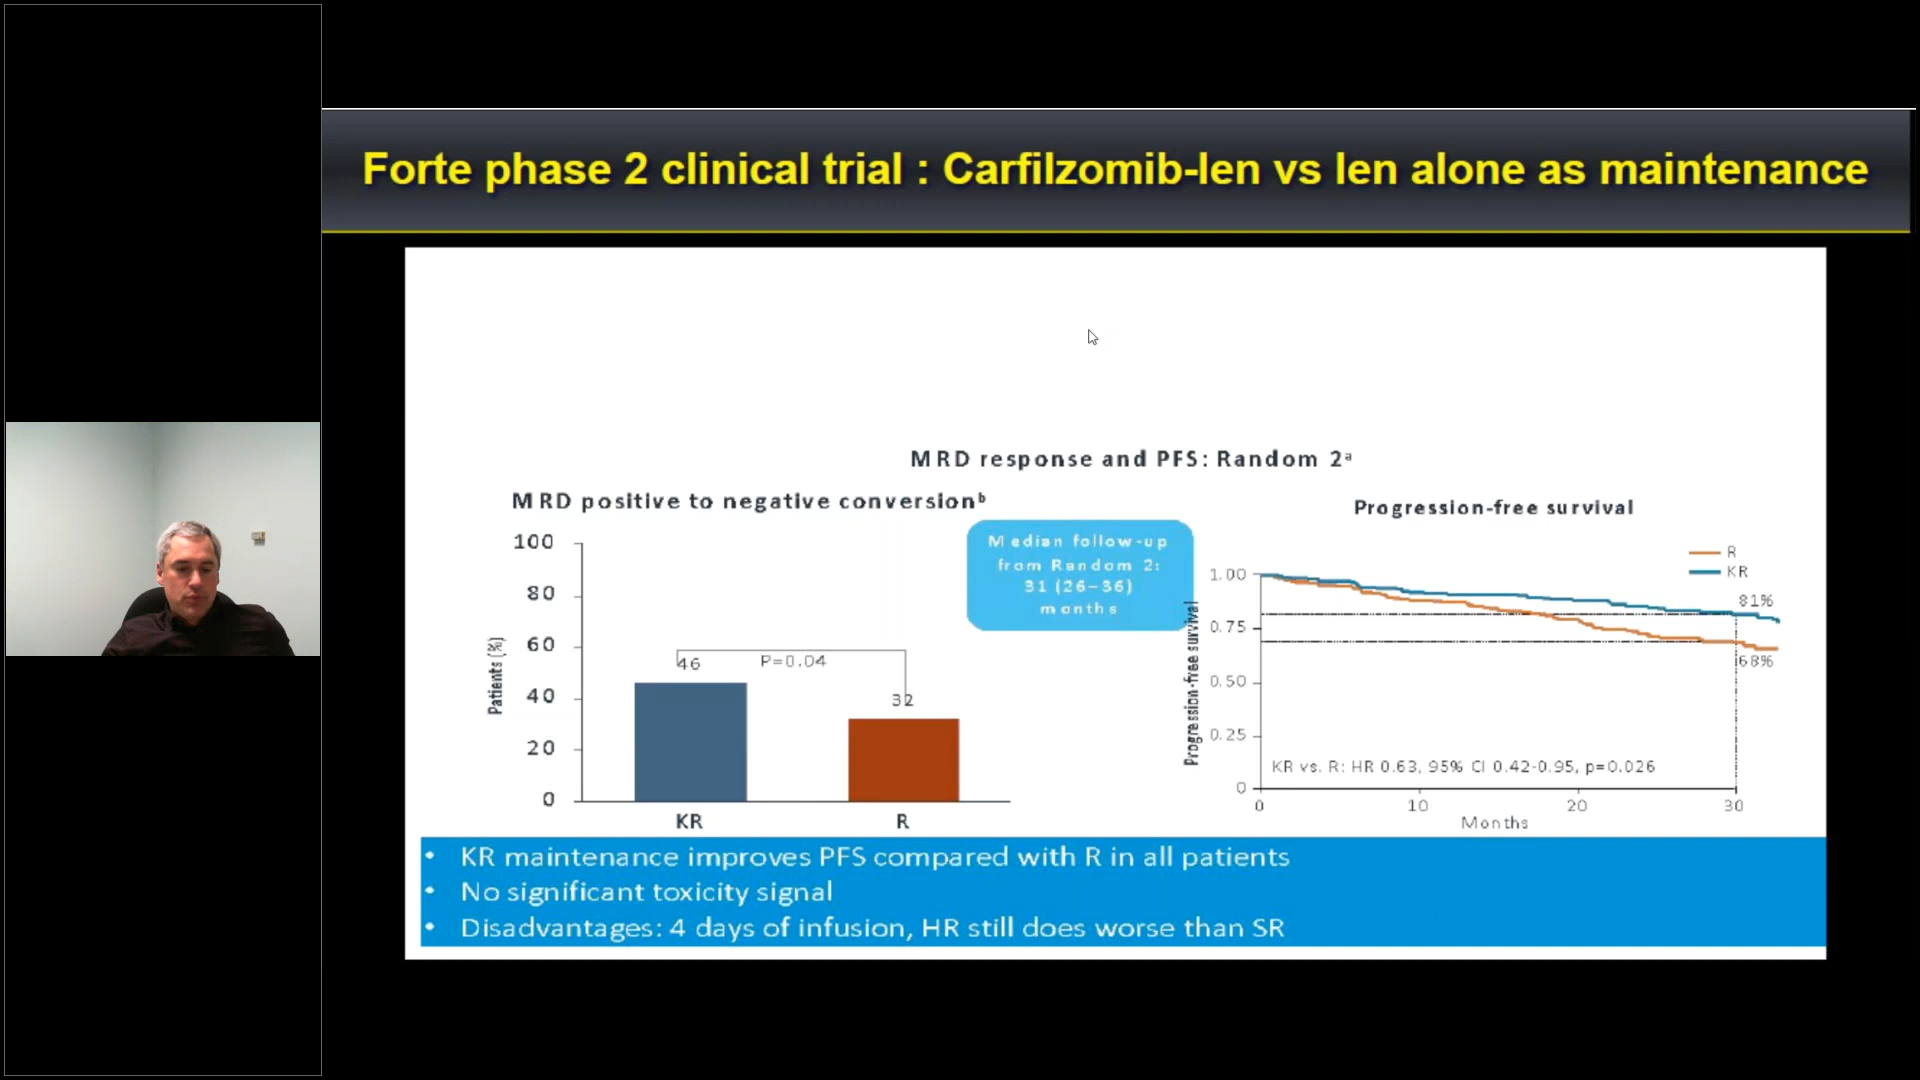 Forte phase 2 clinical trial : Carfilzomib-len vs len alone as maintenance
MRD response and PFS: Random 2ᵃ
MRD positive to negative conversionᵇ
100
80
60
40
20
0
Patients (%)
46
P=0.04
32
KR
R
Median follow-up
from Random 2:
31 (26–36)
months
Progression-free survival
R
KR
1.00
0.75
0.50
0.25
0
Progression-free survival
81%
68%
KR vs. R: HR 0.63, 95% CI 0.42-0.95, p=0.026
0
10
20
30
Months
• KR maintenance improves PFS compared with R in all patients
• No significant toxicity signal
• Disadvantages: 4 days of infusion, HR still does worse than SR